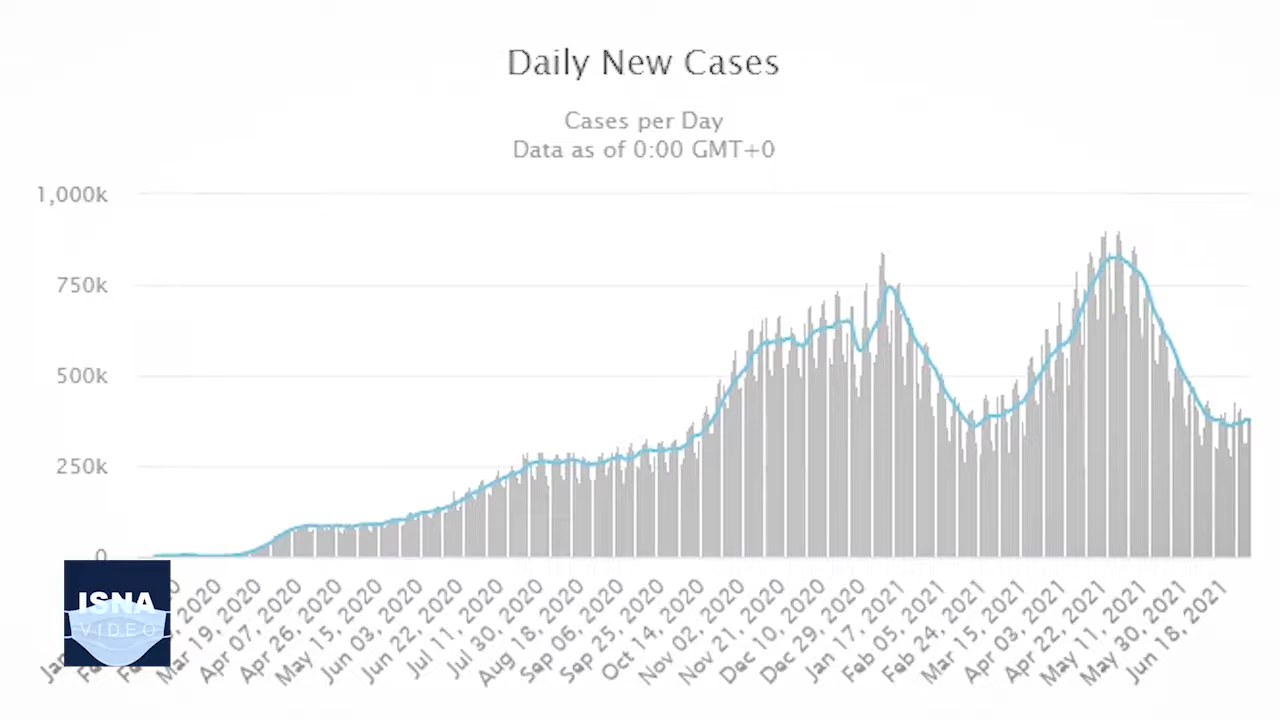 Daily New Cases
Cases per Day
Data as of 0:00 GMT+0
1,000k
750k
500k
250k
0
Mar 19, 2020
Apr 07, 2020
Apr 26, 2020
May 15, 2020
Jun 03, 2020
Jun 22, 2020
Jul 11, 2020
Jul 30, 2020
Aug 18, 2020
Sep 06, 2020
Sep 25, 2020
Oct 14, 2020
Nov 02, 2020
Nov 21, 2020
Dec 10, 2020
Dec 29, 2020
Jan 17, 2021
Feb 05, 2021
Feb 24, 2021
Mar 15, 2021
Apr 03, 2021
Apr 22, 2021
May 11, 2021
May 30, 2021
Jun 18, 2021
ISNA
VIDEO